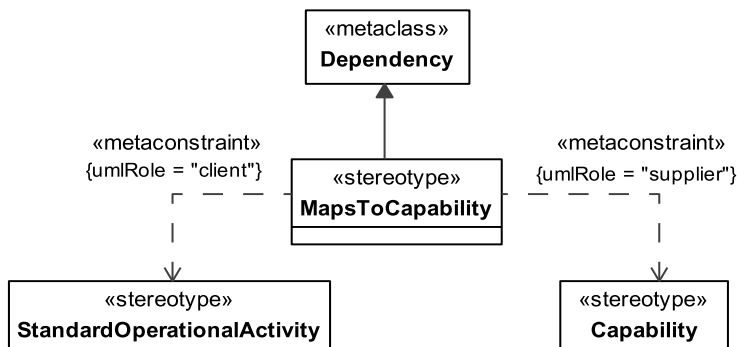 «metaclass»
Dependency
«metaconstraint»
{umlRole = "client"}
«metaconstraint»
{umlRole = "supplier"}
«stereotype»
MapsToCapability
«stereotype»
StandardOperationalActivity
«stereotype»
Capability